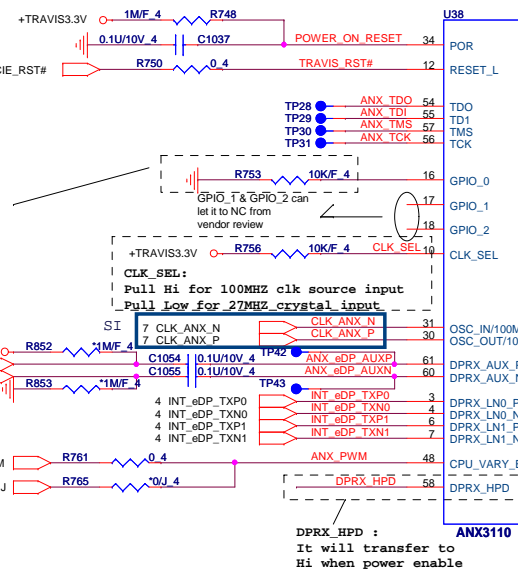 U38
+TRAVIS3.3V 1M/F_4 R748
0.1U/10V_4 C1037 POWER_ON_RESET 34 POR
CIE_RST# R750 0_4 TRAVIS_RST# 12 RESET_L
TP28 ANX_TDO 54 TDO
TP29 ANX_TDI 55 TD1
TP30 ANX_TMS 57 TMS
TP31 ANX_TCK 56 TCK
R753 10K/F_4 16 GPIO_0
GPIO_1 & GPIO_2 can
let it to NC from
vendor review
17 GPIO_1
18 GPIO_2
+TRAVIS3.3V R756 10K/F_4 CLK_SEL 10 CLK_SEL
CLK_SEL:
Pull Hi for 100MHZ clk source input
Pull Low for 27MHZ crystal input
SI
7 CLK_ANX_N CLK_ANX_N 31 OSC_IN/100M
7 CLK_ANX_P CLK_ANX_P 30 OSC_OUT/10
R852 *1M/F_4
TP42
C1054 0.1U/10V_4 ANX_eDP_AUXP 61 DPRX_AUX_P
C1055 0.1U/10V_4 ANX_eDP_AUXN 60 DPRX_AUX_N
R853 *1M/F_4
TP43
4 INT_eDP_TXP0 INT_eDP_TXP0 3 DPRX_LN0_P
4 INT_eDP_TXN0 INT_eDP_TXN0 4 DPRX_LN0_N
4 INT_eDP_TXP1 INT_eDP_TXP1 6 DPRX_LN1_P
4 INT_eDP_TXN1 INT_eDP_TXN1 7 DPRX_LN1_N
M R761 0_4 ANX_PWM 48 CPU_VARY_B
J R765 *0/J_4
DPRX_HPD 58 DPRX_HPD
ANX3110
DPRX_HPD :
It will transfer to
Hi when power enable